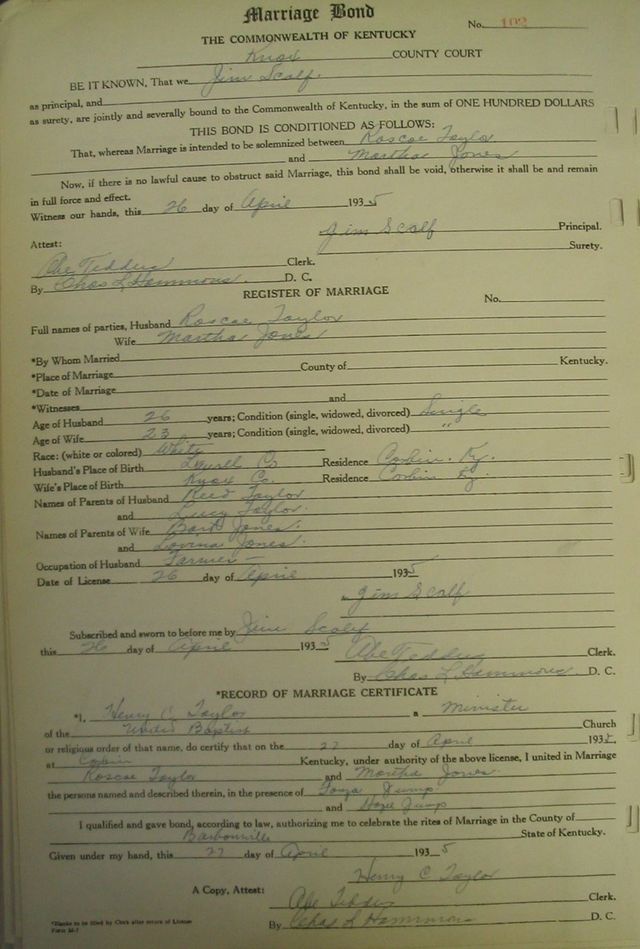 Marriage Bond
No. 102
THE COMMONWEALTH OF KENTUCKY
Knox COUNTY COURT
BE IT KNOWN, That we Jim Scalf.
as principal, and
as surety, are jointly and severally bound to the Commonwealth of Kentucky, in the sum of ONE HUNDRED DOLLARS
THIS BOND IS CONDITIONED AS FOLLOWS:
That, whereas Marriage is intended to be solemnized between Roscoe Taylor
and Martha Jones
Now, if there is no lawful cause to obstruct said Marriage, this bond shall be void, otherwise it shall be and remain
in full force and effect.
Witness our hands, this 26 day of April 1935
Jim Scalf Principal.
Attest: Surety.
Abe Tedders Clerk.
By Chas L Hammons. D. C.
REGISTER OF MARRIAGE
No.
Full names of parties, Husband Roscoe Taylor
Wife Martha Jones
*By Whom Married
*Place of Marriage County of Kentucky.
*Date of Marriage
*Witnesses and
Age of Husband 26 years; Condition (single, widowed, divorced) Single
Age of Wife 23 years; Condition (single, widowed, divorced) "
Race: (white or colored) White
Husband's Place of Birth Laurel Co Residence Corbin. Ky.
Wife's Place of Birth Knox Co. Residence Corbin Ky.
Names of Parents of Husband Reed Taylor
and Lucy Taylor.
Names of Parents of Wife Jones.
and Jones.
Occupation of Husband Farmer
Date of License 26 day of April 1935
Jim Scalf
Subscribed and sworn to before me by Jim Scalf
this 26 day of April 1935 Abe Tedders Clerk.
By Chas L Hammons. D. C.
*RECORD OF MARRIAGE CERTIFICATE
*I, Henry C Taylor a Minister
of the Baptist Church
or religious order of that name, do certify that on the 27 day of April 1935,
at Corbin Kentucky, under authority of the above license, I united in Marriage
Roscoe Taylor and Martha Jones.
the persons named and described therein, in the presence of
and
I qualified and gave bond, according to law, authorizing me to celebrate the rites of Marriage in the County of
Barbourville State of Kentucky.
Given under my hand, this 27 day of April 1935
Henry C Taylor
A Copy, Attest: Abe Tedders Clerk.
By Chas L Hammons D. C.
*Blanks to be filled by Clerk after return of License